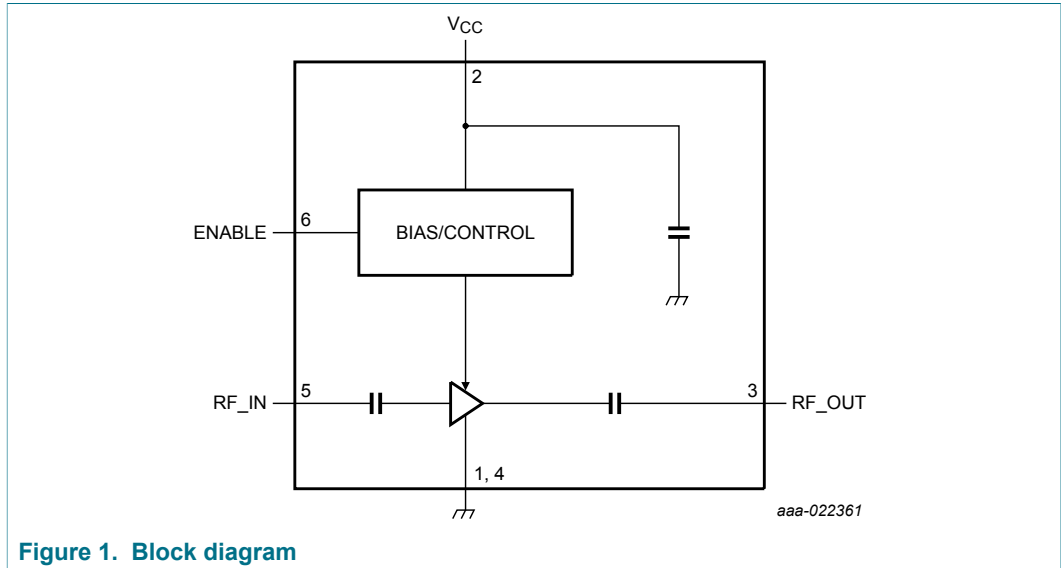 VCC
2
6
ENABLE
BIAS/CONTROL
5
RF_IN
3
RF_OUT
1, 4
aaa-022361
Figure 1. Block diagram